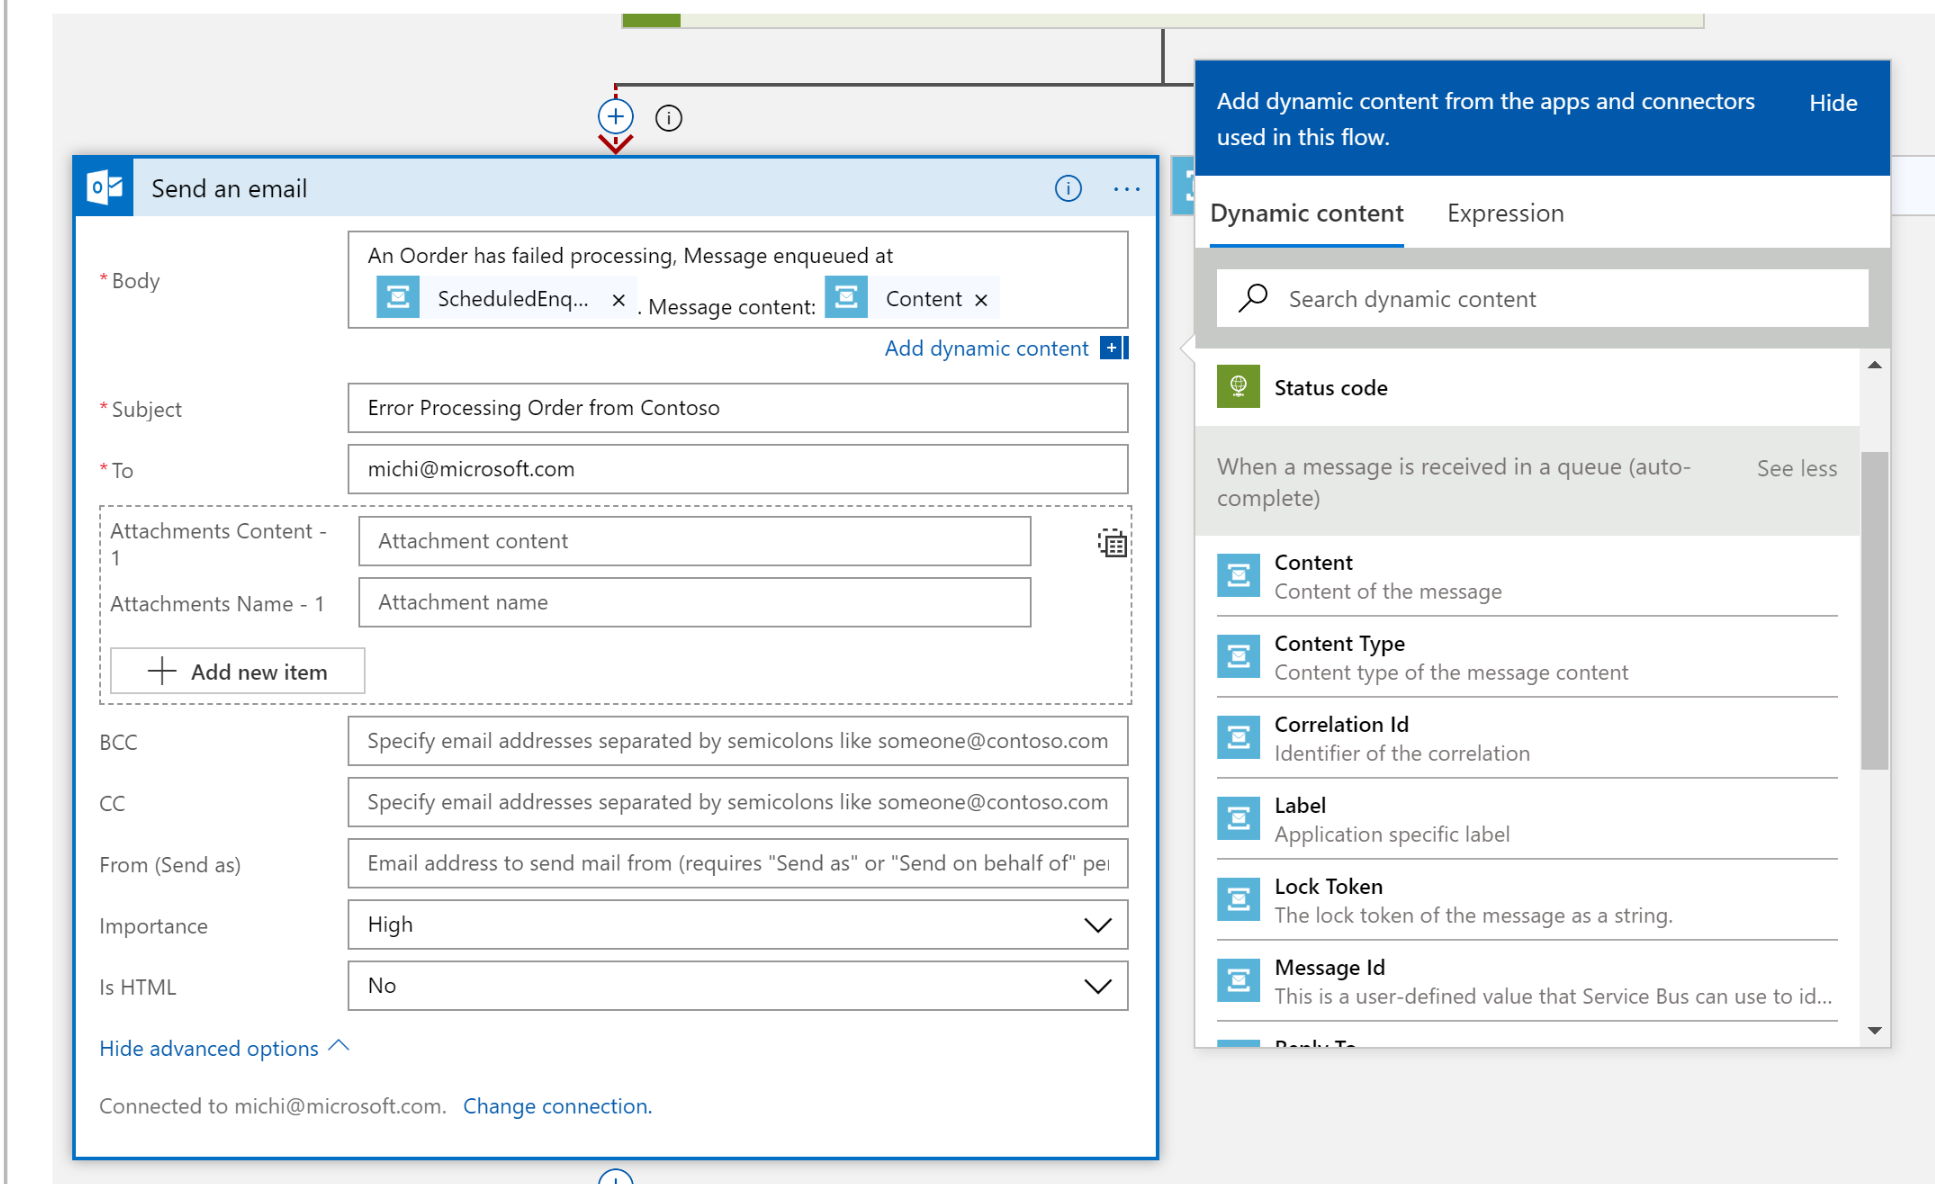 Send an email
* Body
An Oorder has failed processing, Message enqueued at
ScheduledEnq... × . Message content: Content ×
Add dynamic content
* Subject
Error Processing Order from Contoso
* To
michi@microsoft.com
Attachments Content -
1
Attachment content
Attachments Name - 1
Attachment name
Add new item
BCC
Specify email addresses separated by semicolons like someone@contoso.com
CC
Specify email addresses separated by semicolons like someone@contoso.com
From (Send as)
Email address to send mail from (requires "Send as" or "Send on behalf of" per
Importance
High
Is HTML
No
Hide advanced options
Connected to michi@microsoft.com. Change connection.
Add dynamic content from the apps and connectors
used in this flow.
Hide
Dynamic content
Expression
Search dynamic content
Status code
When a message is received in a queue (auto-
complete)
See less
Content
Content of the message
Content Type
Content type of the message content
Correlation Id
Identifier of the correlation
Label
Application specific label
Lock Token
The lock token of the message as a string.
Message Id
This is a user-defined value that Service Bus can use to id...
Reply To